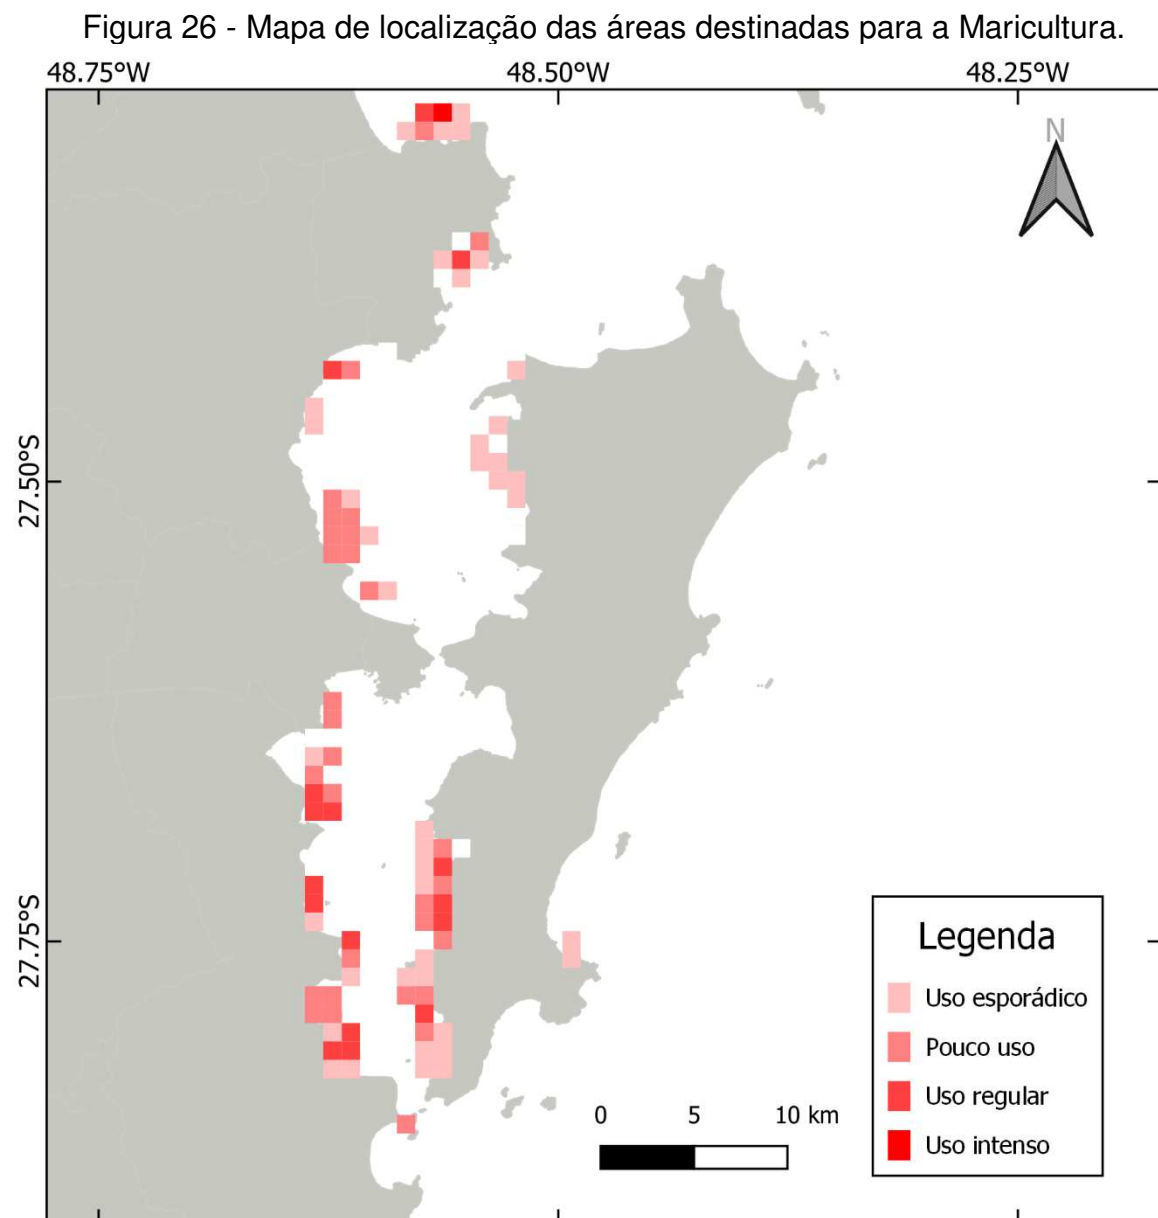 Figura 26 - Mapa de localização das áreas destinadas para a Maricultura.
48.75°W 48.50°W 48.25°W
N
27.50°S
27.75°S
Legenda
Uso esporádico
Pouco uso
Uso regular
Uso intenso
0 5 10 km